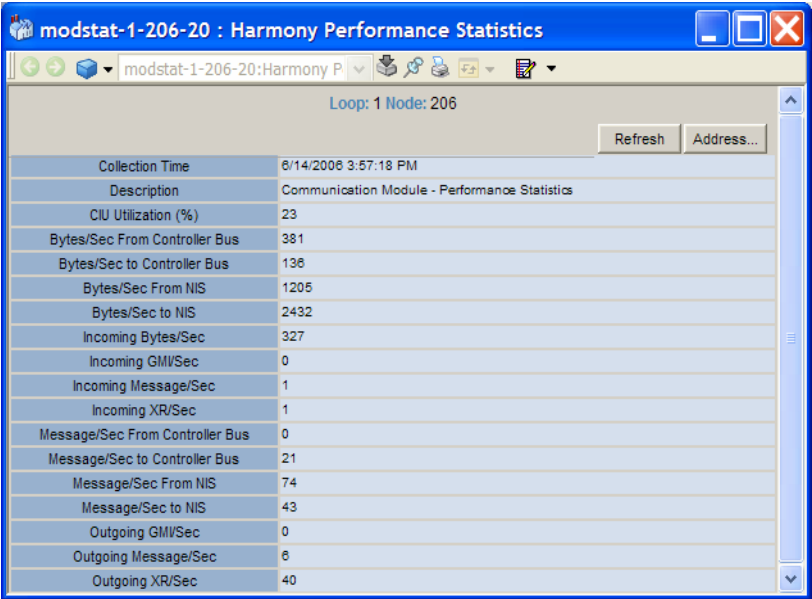 modstat-1-206-20 : Harmony Performance Statistics
modstat-1-206-20:Harmony P
Loop: 1 Node: 206
Refresh Address...
Collection Time 6/14/2006 3:57:18 PM
Description Communication Module - Performance Statistics
CIU Utilization (%) 23
Bytes/Sec From Controller Bus 381
Bytes/Sec to Controller Bus 136
Bytes/Sec From NIS 1205
Bytes/Sec to NIS 2432
Incoming Bytes/Sec 327
Incoming GMI/Sec 0
Incoming Message/Sec 1
Incoming XR/Sec 1
Message/Sec From Controller Bus 0
Message/Sec to Controller Bus 21
Message/Sec From NIS 74
Message/Sec to NIS 43
Outgoing GMI/Sec 0
Outgoing Message/Sec 6
Outgoing XR/Sec 40